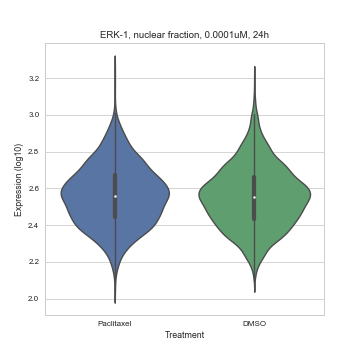 ERK-1, nuclear fraction, 0.0001uM, 24h
3.2
3.0
2.8
2.6
2.4
2.2
2.0
Expression (log10)
Paclitaxel DMSO
Treatment